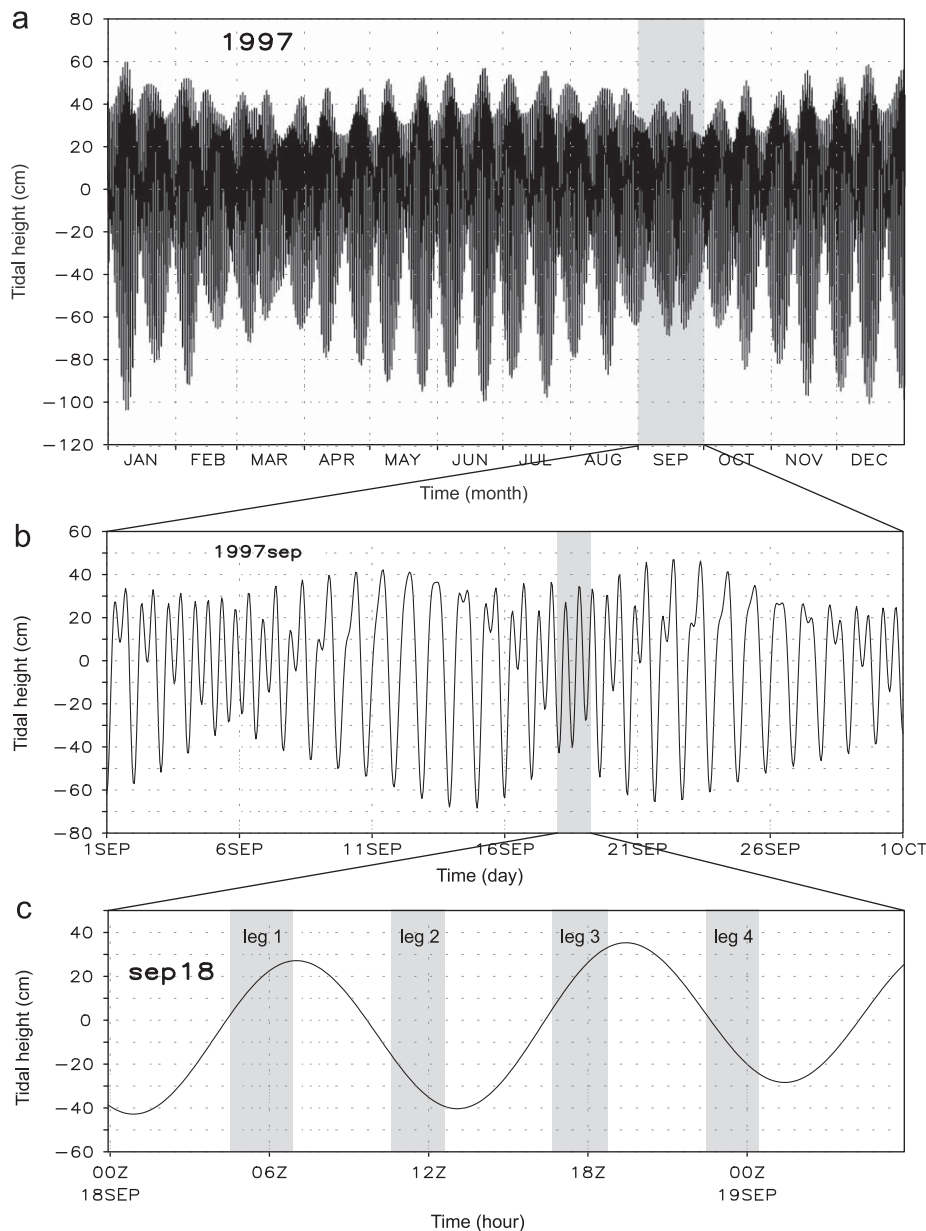 a
1997
80
60
40
20
0
−20
−40
−60
−80
−100
−120
Tidal height (cm)
JAN FEB MAR APR MAY JUN JUL AUG SEP OCT NOV DEC
Time (month)
b
1997sep
60
40
20
0
−20
−40
−60
−80
Tidal height (cm)
1SEP 6SEP 11SEP 16SEP 21SEP 26SEP 1OCT
Time (day)
c
leg 1 leg 2 leg 3 leg 4
sep18
40
20
0
−20
−40
−60
Tidal height (cm)
00Z 06Z 12Z 18Z 00Z
18SEP 19SEP
Time (hour)